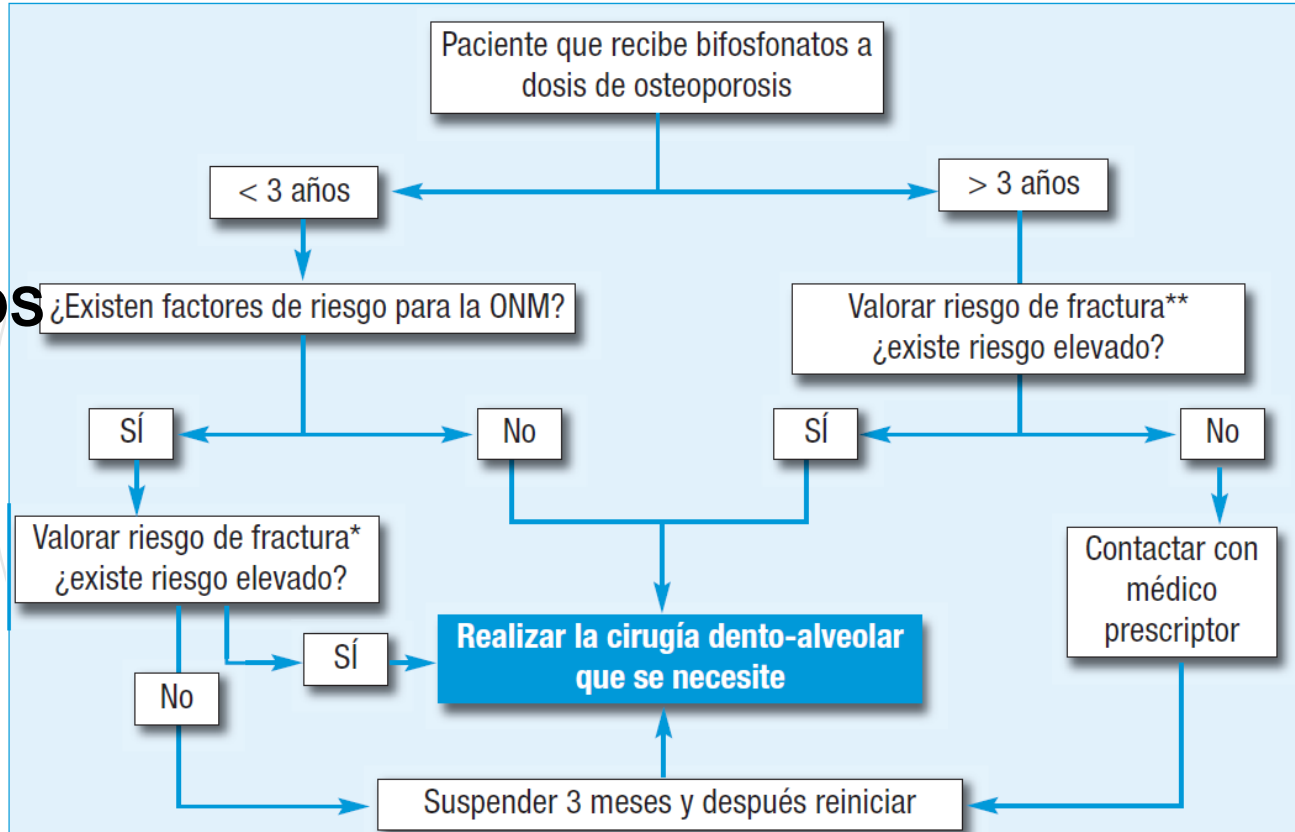 Paciente que recibe bifosfonatos a
dosis de osteoporosis
< 3 años
> 3 años
os
¿Existen factores de riesgo para la ONM?
Valorar riesgo de fractura**
¿existe riesgo elevado?
SÍ
No
SÍ
No
Valorar riesgo de fractura*
¿existe riesgo elevado?
Contactar con
médico
prescriptor
Realizar la cirugía dento-alveolar
que se necesite
SÍ
No
Suspender 3 meses y después reiniciar